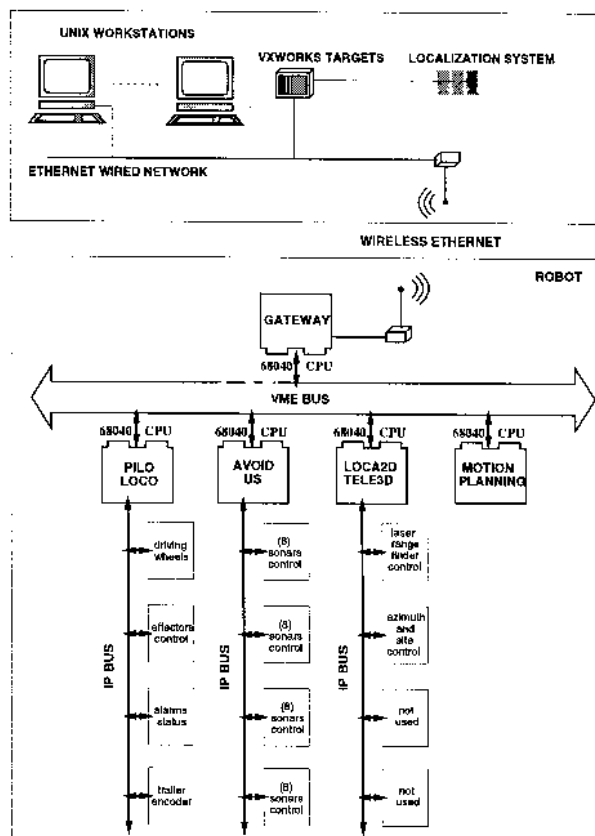 UNIX WORKSTATIONS
VXWORKS TARGETS
LOCALIZATION SYSTEM
ETHERNET WIRED NETWORK
WIRELESS ETHERNET
ROBOT
GATEWAY
68040 CPU
VME BUS
68040 CPU
68040 CPU
68040 CPU
68040 CPU
PILO
LOCO
AVOID
US
LOCA2D
TELE3D
MOTION
PLANNING
IP BUS
driving
wheels
effectors
control
alarms
status
trailer
encoder
IP BUS
(8)
sonars
control
(8)
sonars
control
(8)
sonars
control
(8)
sonars
control
IP BUS
laser
range
finder
control
azimuth
and
site
control
not
used
not
used